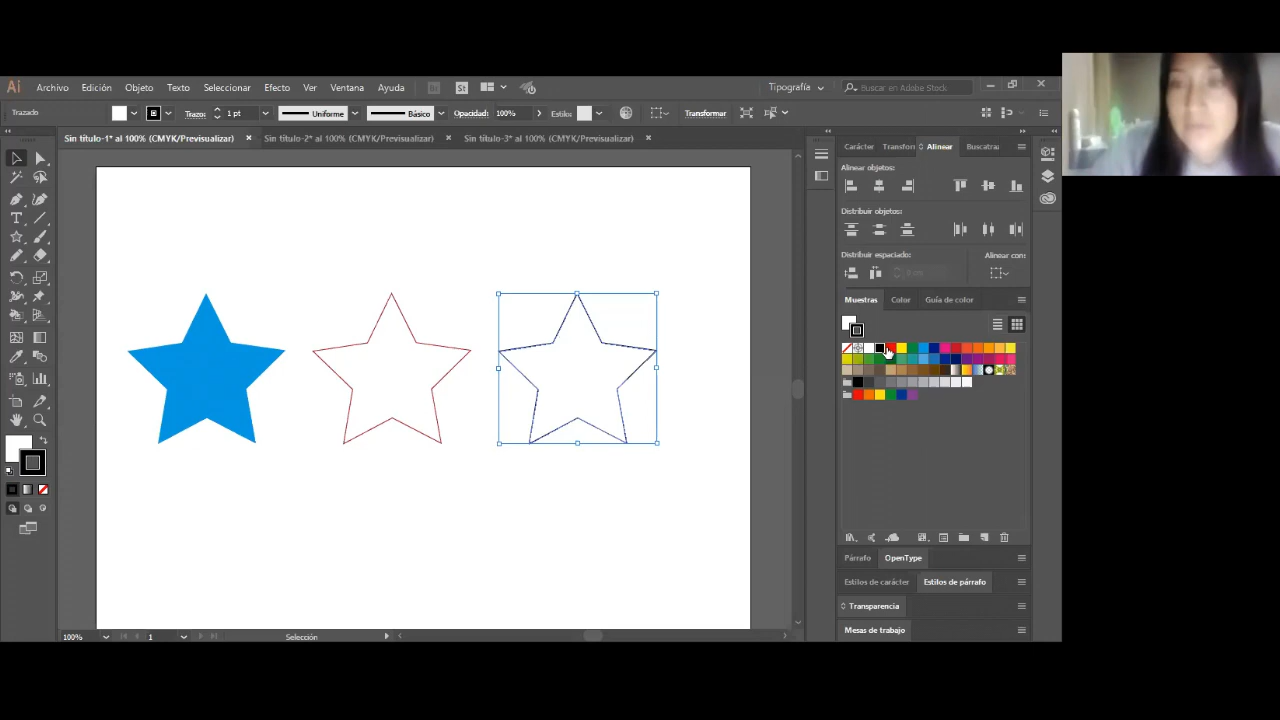 Ai Archivo Edición Objeto Texto Seleccionar Efecto Ver Ventana Ayuda Br St Tipografía Buscar en Adobe Stock
Trazado Trazo: 1 pt Uniforme Básico Opacidad: 100% Estilo: Transformar
Sin título-1* al 100% (CMYK/Previsualizar) Sin título-2* al 100% (CMYK/Previsualizar) Sin título-3* al 100% (CMYK/Previsualizar)
Carácter Transform Alinear Buscatra
Alinear objetos:
Distribuir objetos:
Distribuir espaciado: Alinear con:
Muestras Color Guía de color
Párrafo OpenType
Estilos de carácter Estilos de párrafo
Transparencia
Mesas de trabajo
100% 1 Selección